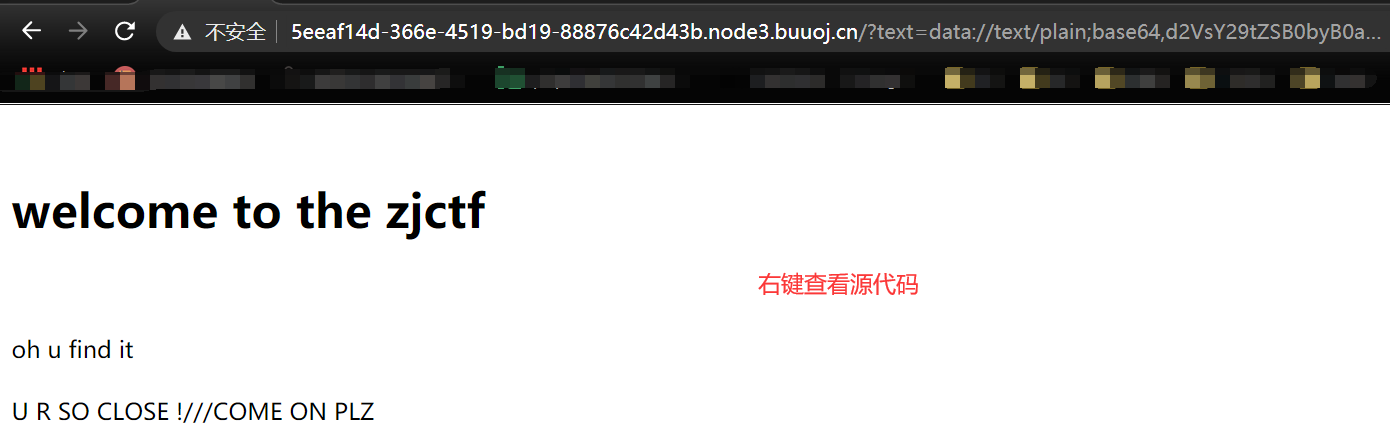 不安全 5eeaf14d-366e-4519-bd19-88876c42d43b.node3.buuoj.cn/?text=data://text/plain;base64,d2VsY29tZSB0byB0a...
welcome to the zjctf
右键查看源代码
oh u find it
U R SO CLOSE !///COME ON PLZ